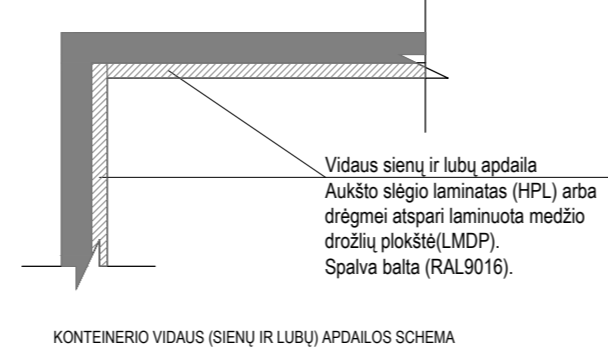 Vidaus sienų ir lubų apdaila
Aukšto slėgio laminatas (HPL) arba
drėgmei atspari laminuota medžio
drožlių plokštė(LMDP).
Spalva balta (RAL9016).
KONTEINERIO VIDAUS (SIENŲ IR LUBŲ) APDAILOS SCHEMA